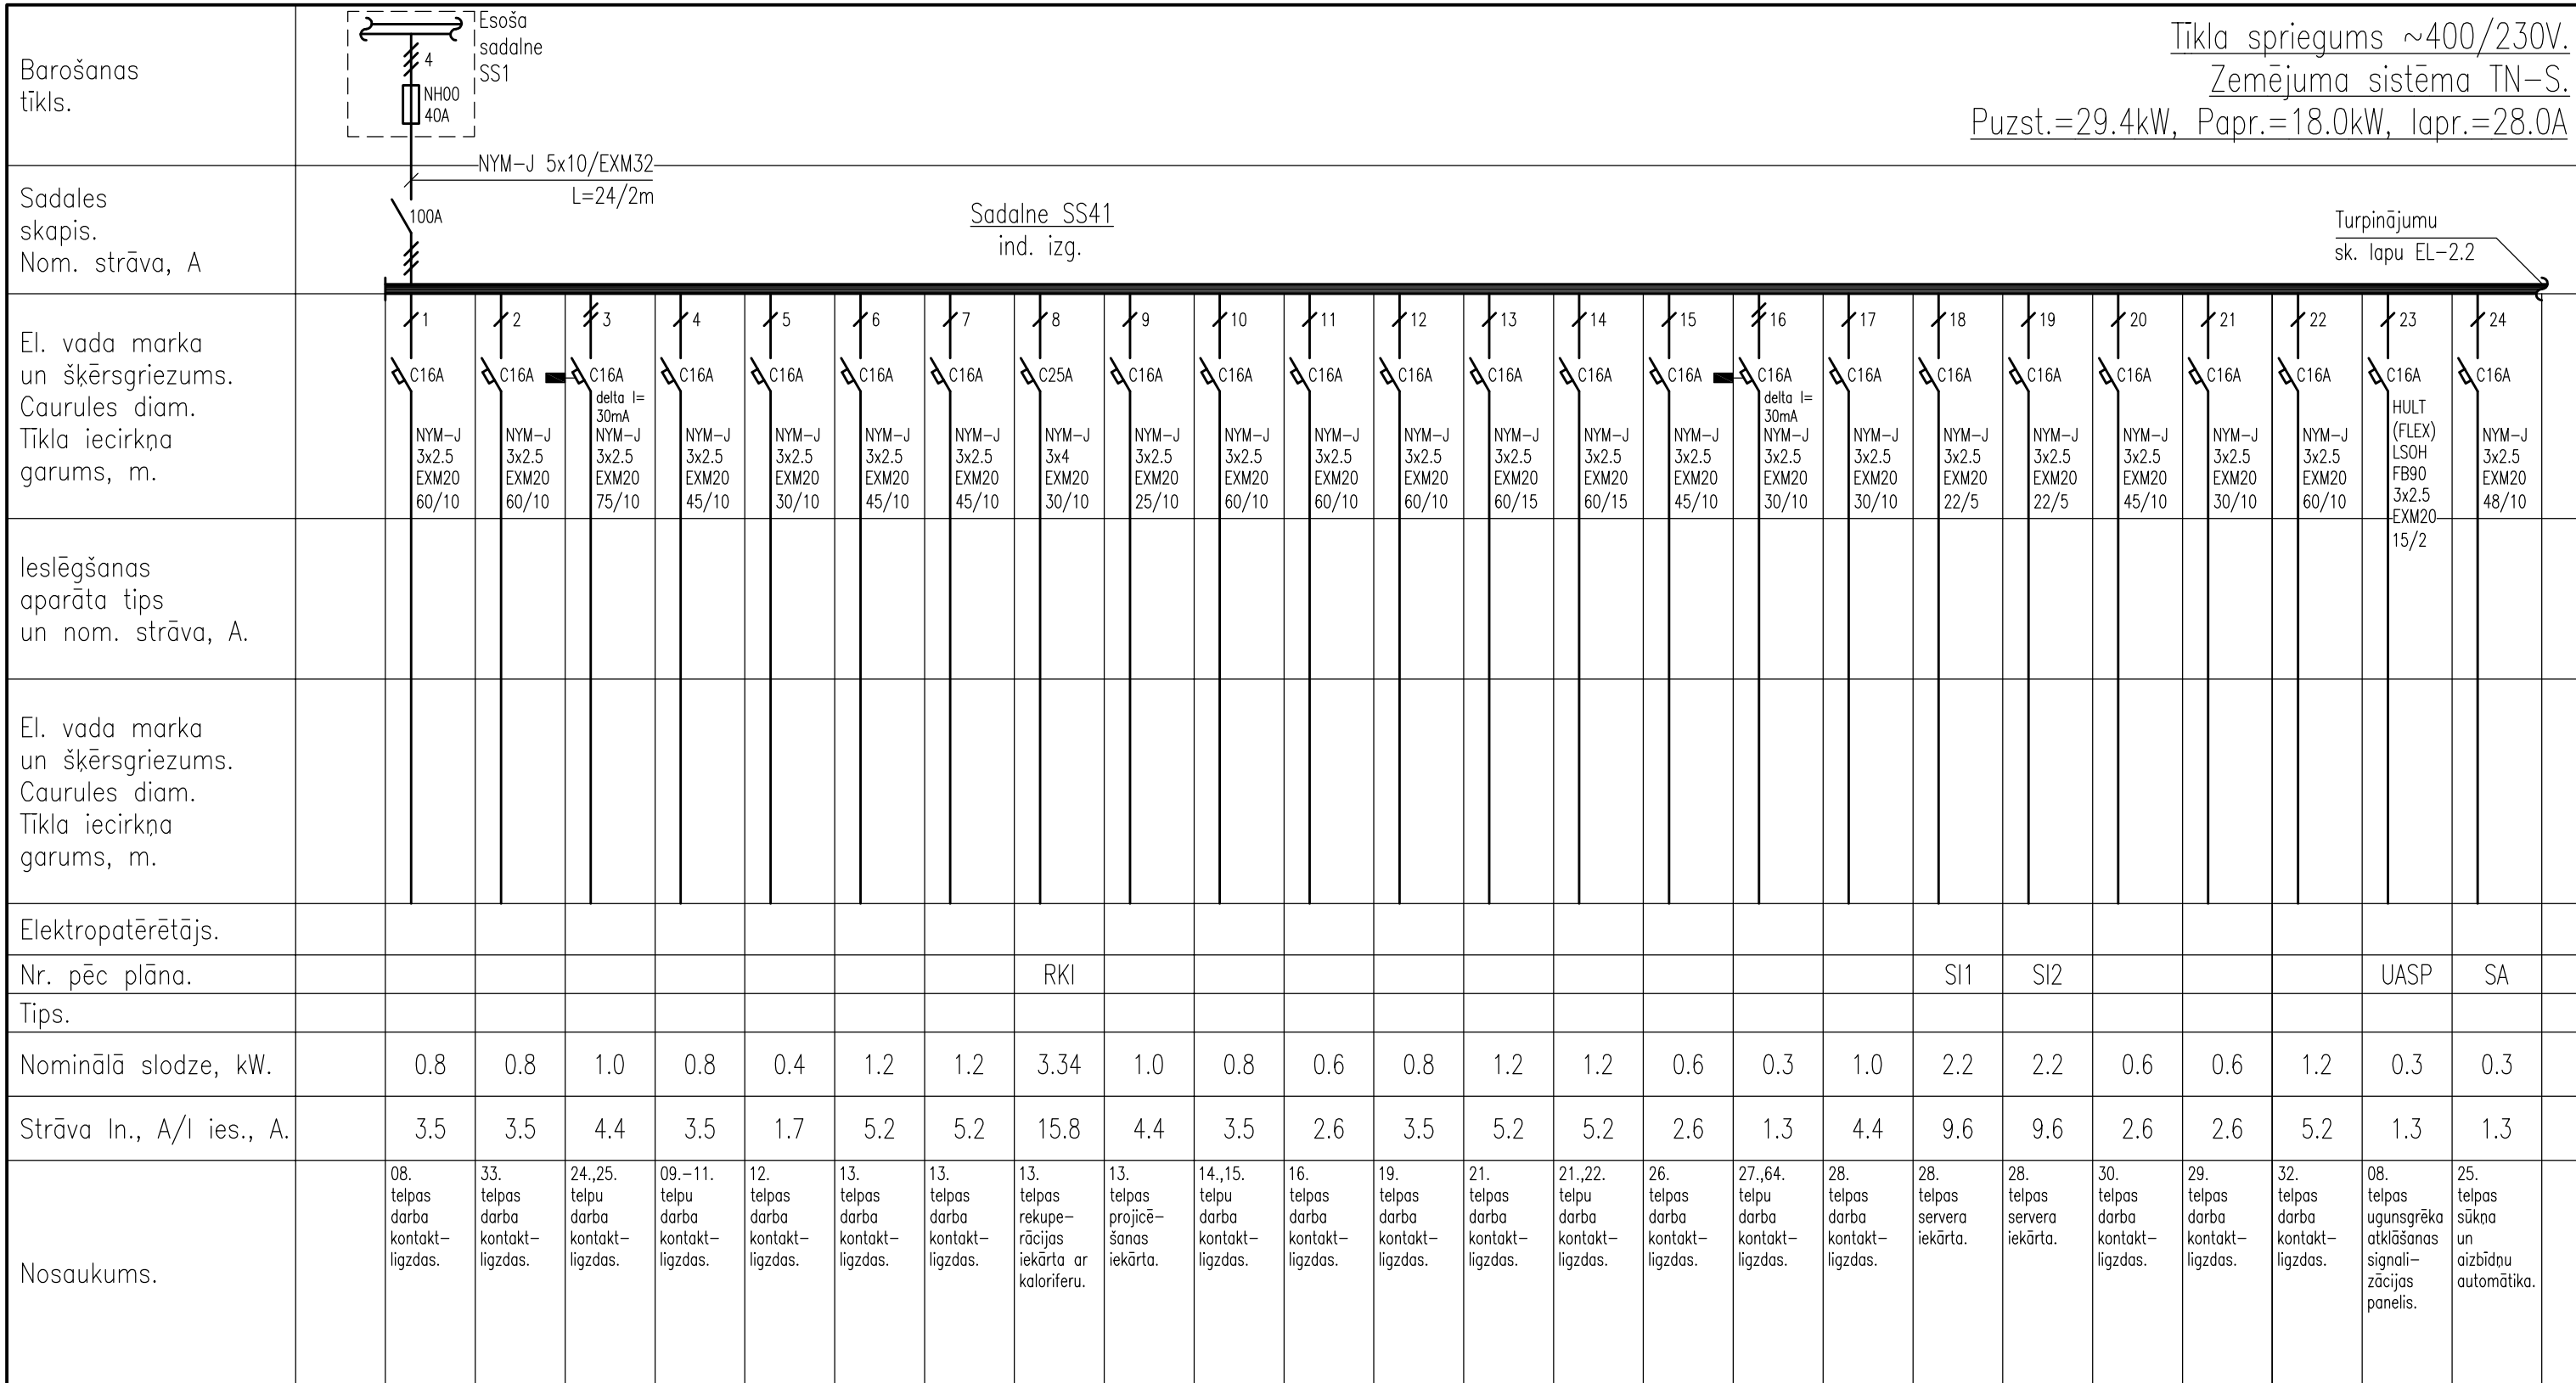 Barošanas
tīkls.
Esoša
sadalne
SS1
4
NH00
40A
Tīkla spriegums ~400/230V.
Zemējuma sistēma TN-S.
Puzst.=29.4kW, Papr.=18.0kW, Iapr.=28.0A
NYM-J 5x10/EXM32
L=24/2m
Sadales
skapis.
Nom. strāva, A
100A
Sadalne SS41
ind. izg.
Turpinājumu
sk. lapu EL-2.2
El. vada marka
un šķērsgriezums.
Caurules diam.
Tīkla iecirkņa
garums, m.
1 2 3 4 5 6 7 8 9 10 11 12 13 14 15 16 17 18 19 20 21 22 23 24
C16A C16A C16A C16A C16A C16A C16A C25A C16A C16A C16A C16A C16A C16A C16A C16A C16A C16A C16A C16A C16A C16A C16A C16A
delta I=
30mA
delta I=
30mA
NYM-J
3x2.5
EXM20
60/10
NYM-J
3x2.5
EXM20
60/10
NYM-J
3x2.5
EXM20
75/10
NYM-J
3x2.5
EXM20
45/10
NYM-J
3x2.5
EXM20
30/10
NYM-J
3x2.5
EXM20
45/10
NYM-J
3x2.5
EXM20
45/10
NYM-J
3x4
EXM20
30/10
NYM-J
3x2.5
EXM20
25/10
NYM-J
3x2.5
EXM20
60/10
NYM-J
3x2.5
EXM20
60/10
NYM-J
3x2.5
EXM20
60/10
NYM-J
3x2.5
EXM20
60/15
NYM-J
3x2.5
EXM20
60/15
NYM-J
3x2.5
EXM20
45/10
NYM-J
3x2.5
EXM20
30/10
NYM-J
3x2.5
EXM20
30/10
NYM-J
3x2.5
EXM20
22/5
NYM-J
3x2.5
EXM20
22/5
NYM-J
3x2.5
EXM20
45/10
NYM-J
3x2.5
EXM20
30/10
NYM-J
3x2.5
EXM20
60/10
HULT
(FLEX)
LSOH
FB90
3x2.5
EXM20
15/2
NYM-J
3x2.5
EXM20
48/10
Ieslēgšanas
aparāta tips
un nom. strāva, A.
El. vada marka
un šķērsgriezums.
Caurules diam.
Tīkla iecirkņa
garums, m.
Elektropatērētājs.
Nr. pēc plāna. RKI SI1 SI2 UASP SA
Tips.
Nominālā slodze, kW. 0.8 0.8 1.0 0.8 0.4 1.2 1.2 3.34 1.0 0.8 0.6 0.8 1.2 1.2 0.6 0.3 1.0 2.2 2.2 0.6 0.6 1.2 0.3 0.3
Strāva In., A/I ies., A. 3.5 3.5 4.4 3.5 1.7 5.2 5.2 15.8 4.4 3.5 2.6 3.5 5.2 5.2 2.6 1.3 4.4 9.6 9.6 2.6 2.6 5.2 1.3 1.3
Nosaukums.
08.
telpas
darba
kontakt-
ligzdas.
33.
telpas
darba
kontakt-
ligzdas.
24.,25.
telpu
darba
kontakt-
ligzdas.
09.-11.
telpu
darba
kontakt-
ligzdas.
12.
telpas
darba
kontakt-
ligzdas.
13.
telpas
darba
kontakt-
ligzdas.
13.
telpas
darba
kontakt-
ligzdas.
13.
telpas
rekupe-
rācijas
iekārta ar
kaloriferu.
13.
telpas
projicē-
šanas
iekārta.
14.,15.
telpu
darba
kontakt-
ligzdas.
16.
telpas
darba
kontakt-
ligzdas.
19.
telpas
darba
kontakt-
ligzdas.
21.
telpas
darba
kontakt-
ligzdas.
21.,22.
telpu
darba
kontakt-
ligzdas.
26.
telpas
darba
kontakt-
ligzdas.
27.,64.
telpu
darba
kontakt-
ligzdas.
28.
telpas
darba
kontakt-
ligzdas.
28.
telpas
servera
iekārta.
28.
telpas
servera
iekārta.
30.
telpas
darba
kontakt-
ligzdas.
29.
telpas
darba
kontakt-
ligzdas.
32.
telpas
darba
kontakt-
ligzdas.
08.
telpas
ugunsgrēka
atklāšanas
signali-
zācijas
panelis.
25.
telpas
sūkņa
un
aizbīdņu
automātika.